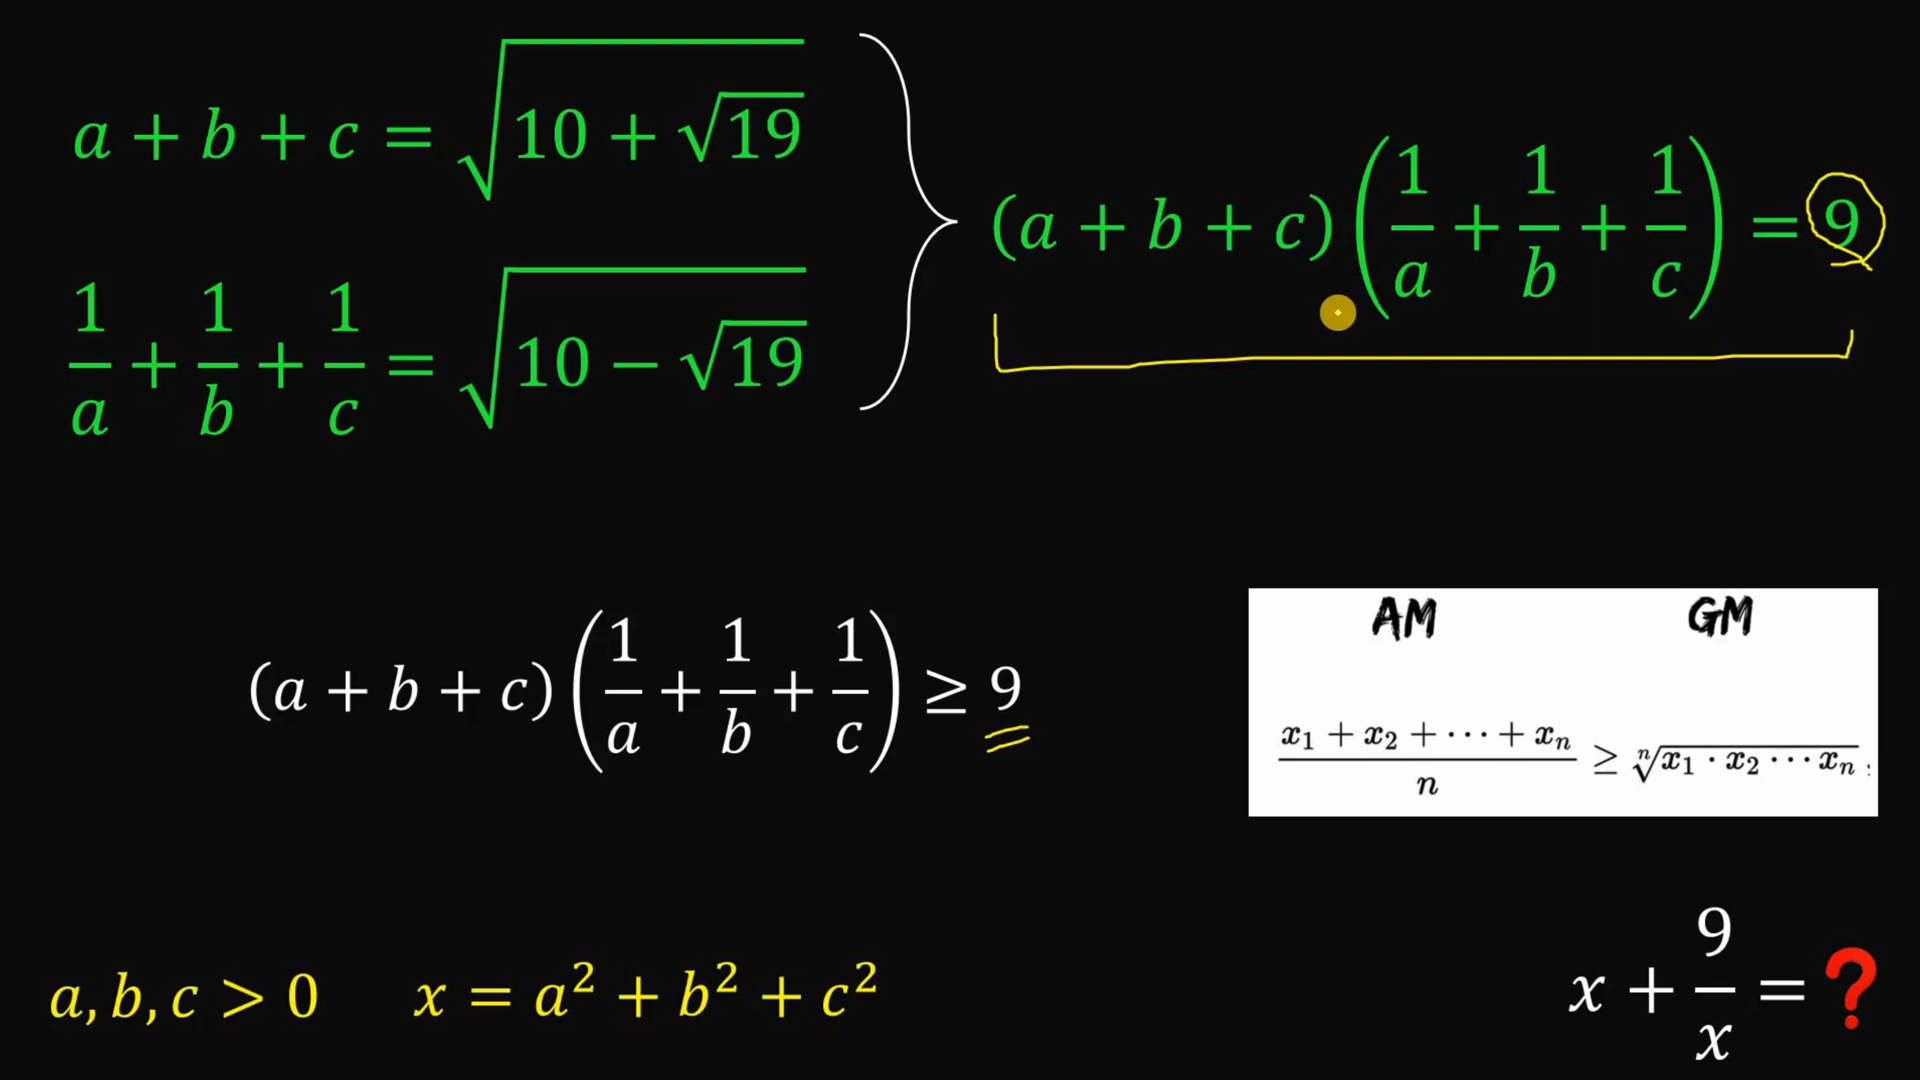 a + b + c = √(10 + √19)
1/a + 1/b + 1/c = √(10 − √19)
(a + b + c)(1/a + 1/b + 1/c) = 9
(a + b + c)(1/a + 1/b + 1/c) ≥ 9
AM GM
(x₁ + x₂ + ⋯ + xₙ)/n ≥ ⁿ√(x₁ · x₂ ⋯ xₙ) :
a, b, c > 0 x = a² + b² + c²
x + 9/x = ?